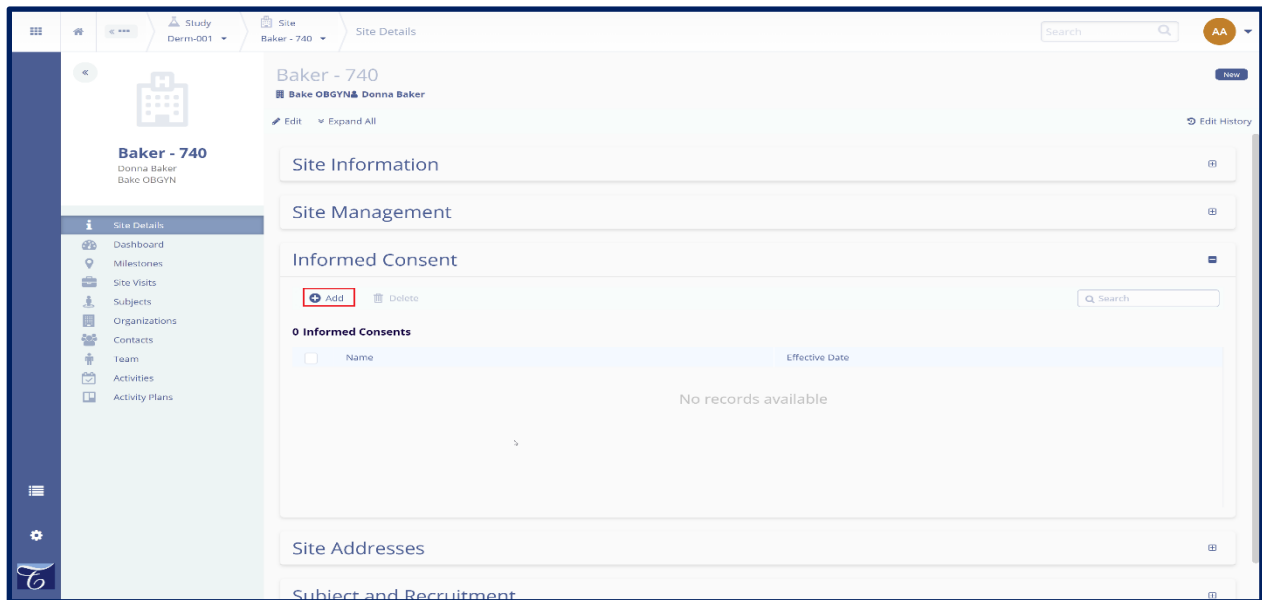 Study
Derm-001
Site
Baker - 740
Site Details
Search
AA
Baker - 740
Donna Baker
Bake OBGYN
Site Details
Dashboard
Milestones
Site Visits
Subjects
Organizations
Contacts
Team
Activities
Activity Plans
Baker - 740
New
Bake OBGYN Donna Baker
Edit Expand All
Edit History
Site Information
Site Management
Informed Consent
Add Delete
Search
0 Informed Consents
Name Effective Date
No records available
Site Addresses
Subject and Recruitment